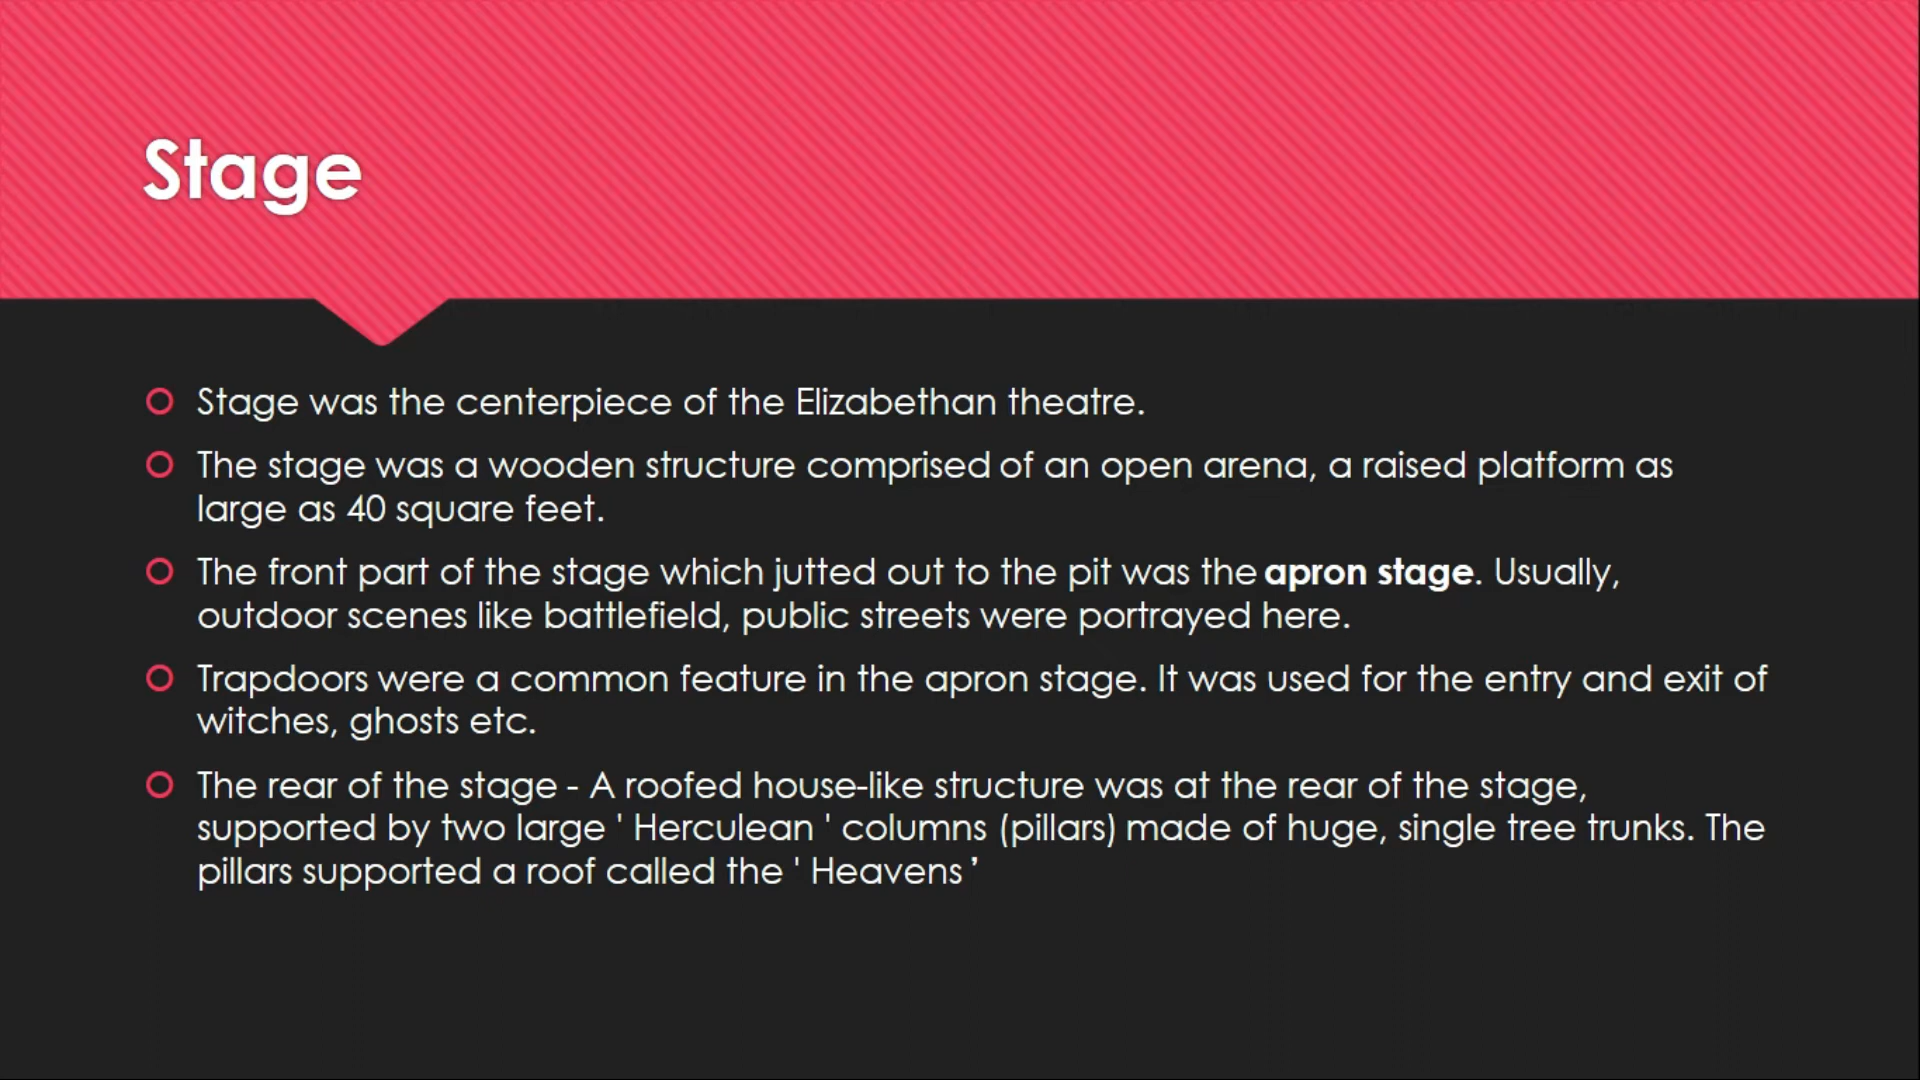 Stage
Stage was the centerpiece of the Elizabethan theatre.
The stage was a wooden structure comprised of an open arena, a raised platform as
large as 40 square feet.
The front part of the stage which jutted out to the pit was the apron stage. Usually,
outdoor scenes like battlefield, public streets were portrayed here.
Trapdoors were a common feature in the apron stage. It was used for the entry and exit of
witches, ghosts etc.
The rear of the stage - A roofed house-like structure was at the rear of the stage,
supported by two large ' Herculean ' columns (pillars) made of huge, single tree trunks. The
pillars supported a roof called the ' Heavens ’